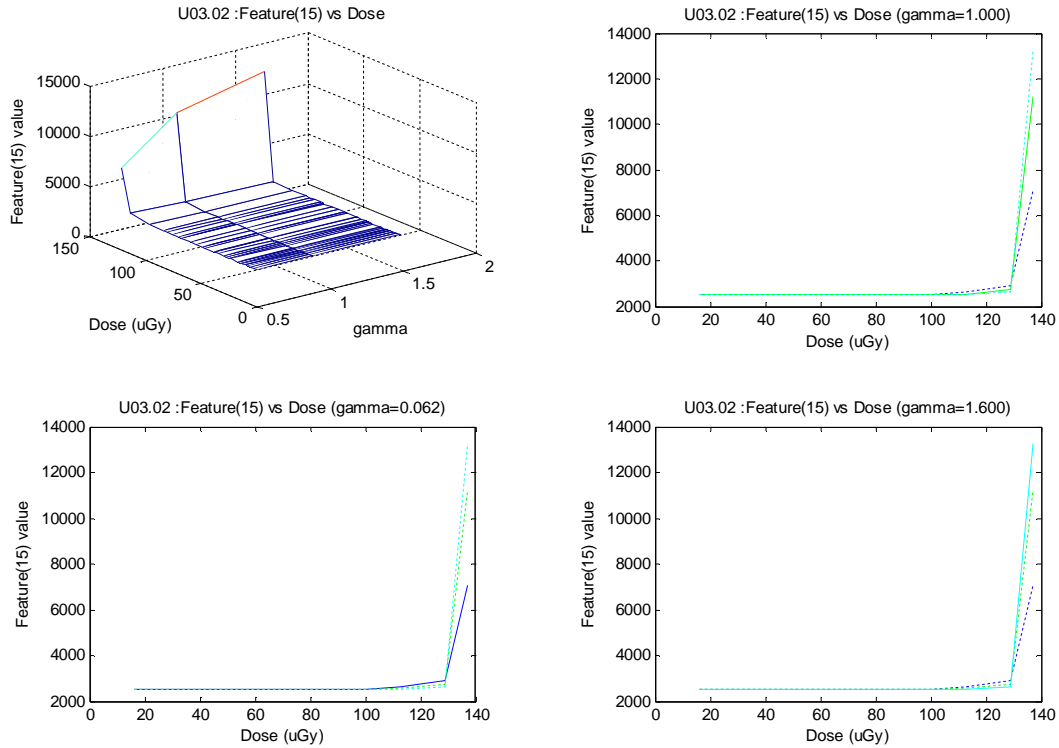 U03.02 :Feature(15) vs Dose
15000
10000
5000
0
Feature(15) value
150
100
50
0
Dose (uGy)
0.5
1
1.5
2
gamma
U03.02 :Feature(15) vs Dose (gamma=1.000)
14000
12000
10000
8000
6000
4000
2000
Feature(15) value
0 20 40 60 80 100 120 140
Dose (uGy)
U03.02 :Feature(15) vs Dose (gamma=0.062)
14000
12000
10000
8000
6000
4000
2000
Feature(15) value
0 20 40 60 80 100 120 140
Dose (uGy)
U03.02 :Feature(15) vs Dose (gamma=1.600)
14000
12000
10000
8000
6000
4000
2000
Feature(15) value
0 20 40 60 80 100 120 140
Dose (uGy)